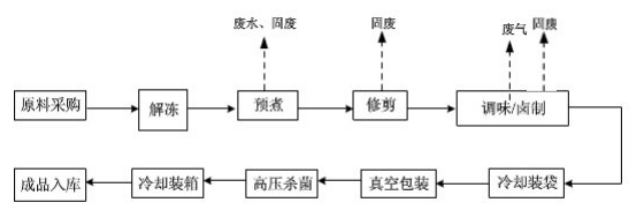 废水、固废
固废
废气
固废
原料采购
解冻
预煮
修剪
调味/卤制
成品入库
冷却装箱
高压杀菌
真空包装
冷却装袋